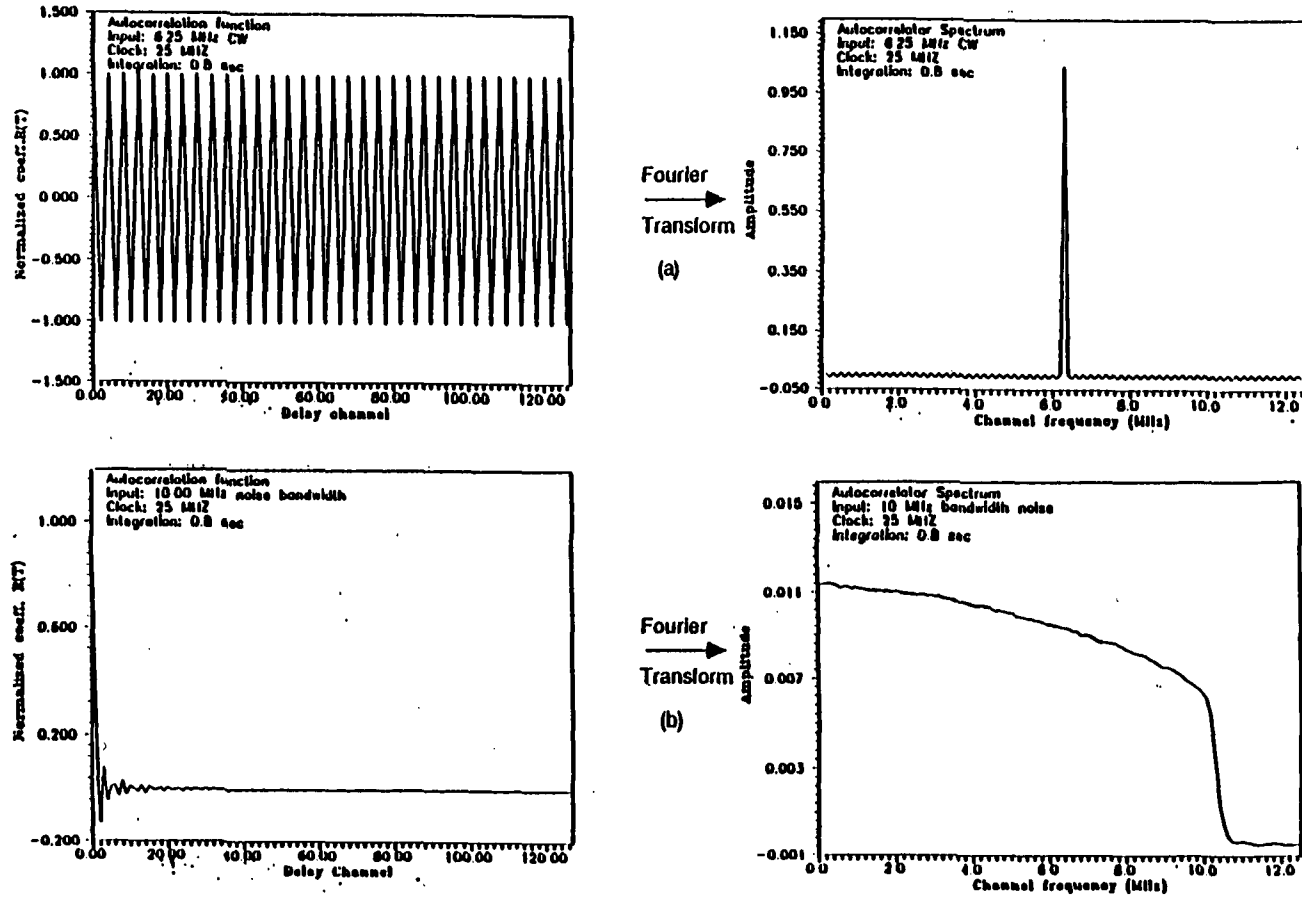 1.500
1.000
0.500
0.000
-0.500
-1.000
-1.500
Normalized coeff. R(T)
Autocorrelation function
Input: 6.25 MHz CW
Clock: 25 MHZ
Integration: 0.8 sec
0.00 20.00 40.00 60.00 80.00 100.00 120.00
Delay channel
Fourier
Transform
(a)
1.150
0.950
0.750
0.550
0.350
0.150
-0.050
Amplitude
Autocorrelator Spectrum
Input: 6.25 MHz CW
Clock: 25 MHZ
Integration: 0.8 sec
0.0 2.0 4.0 6.0 8.0 10.0 12.0
Channel frequency (MHz)
1.000
0.600
0.200
-0.200
Normalized coeff. R(T)
Autocorrelation function
Input: 10.00 MHz noise bandwidth
Clock: 25 MHZ
Integration: 0.8 sec
0.00 20.00 40.00 60.00 80.00 100.00 120.00
Delay Channel
Fourier
Transform
(b)
0.015
0.011
0.007
0.003
-0.001
Amplitude
Autocorrelator Spectrum
Input: 10 MHz bandwidth noise
Clock: 25 MHZ
Integration: 0.8 sec
0.0 2.0 4.0 6.0 8.0 10.0 12.0
Channel frequency (MHz)